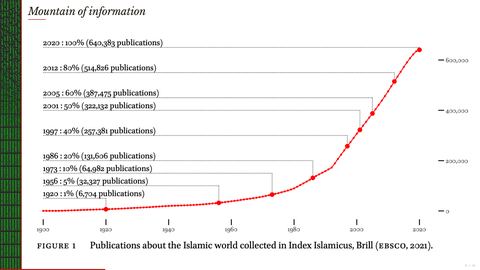 Mountain of information
2020 : 100% (640,383 publications)
2012 : 80% (514,826 publications)
2005 : 60% (387,475 publications)
2001 : 50% (322,132 publications)
1997 : 40% (257,381 publications)
1986 : 20% (131,606 publications)
1973 : 10% (64,982 publications)
1956 : 5% (32,327 publications)
1920 : 1% (6,704 publications)
600,000
400,000
200,000
0
1900 1920 1940 1960 1980 2000 2020
FIGURE 1 Publications about the Islamic world collected in Index Islamicus, Brill (EBSCO, 2021).